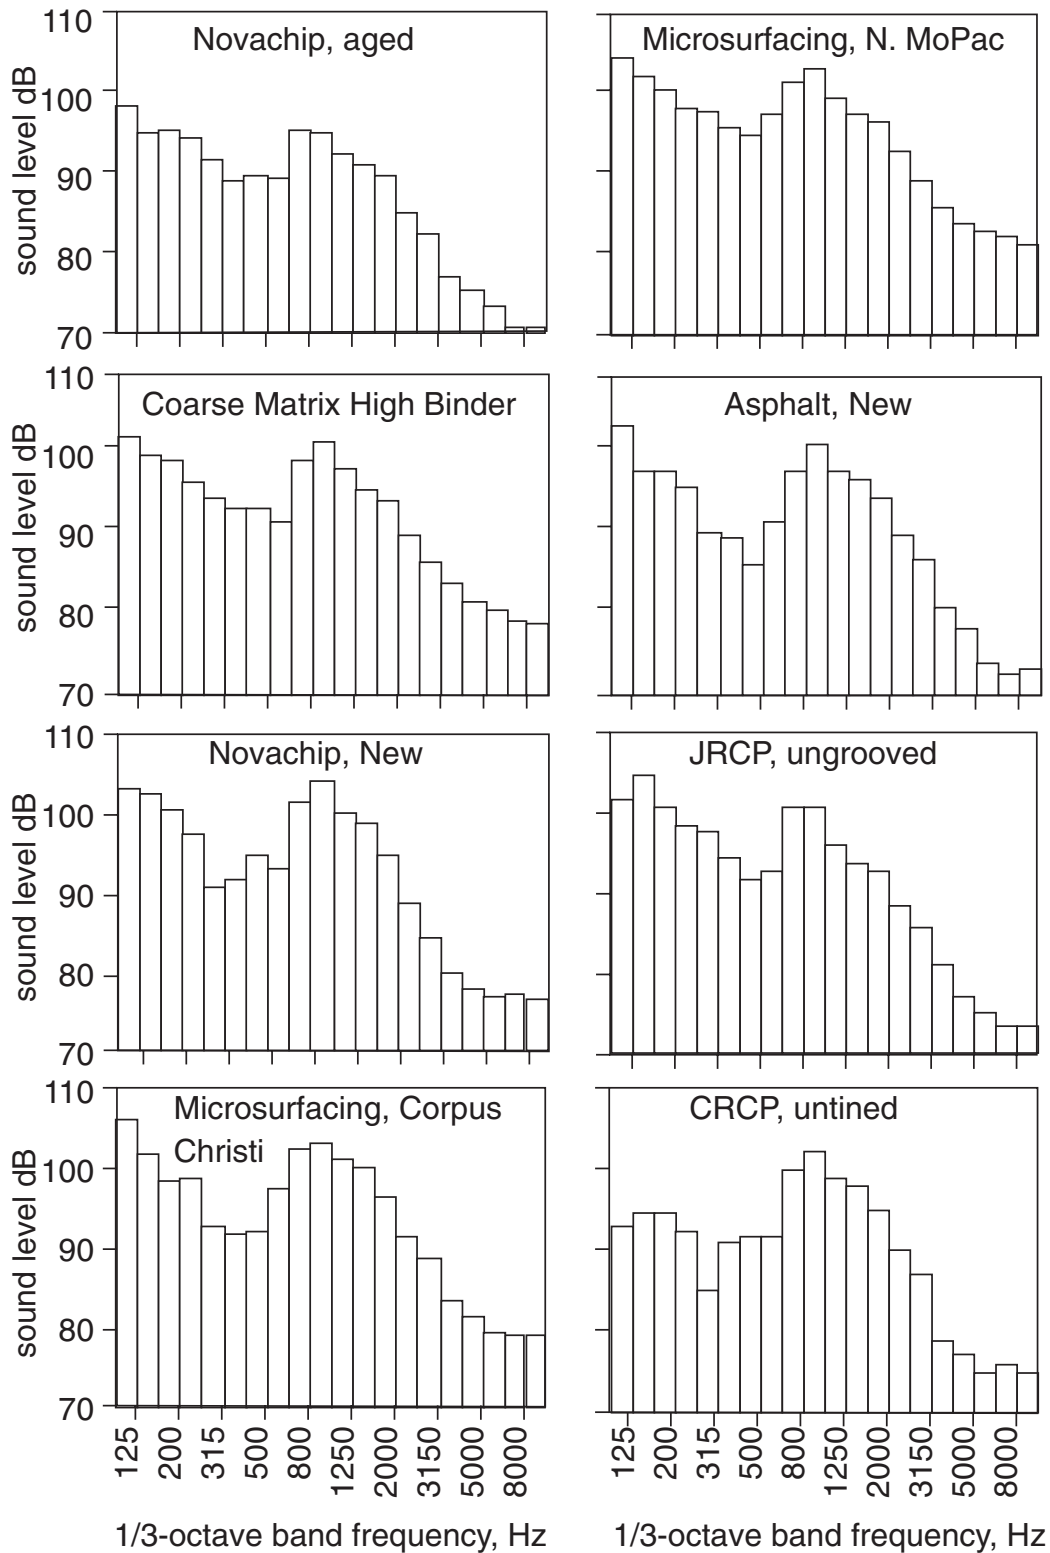 110
100
90
80
70
sound level dB
Novachip, aged
Microsurfacing, N. MoPac
110
100
90
80
70
sound level dB
Coarse Matrix High Binder
Asphalt, New
110
100
90
80
70
sound level dB
Novachip, New
JRCP, ungrooved
110
100
90
80
70
sound level dB
Microsurfacing, Corpus
Christi
CRCP, untined
125
200
315
500
800
1250
2000
3150
5000
8000
1/3-octave band frequency, Hz
125
200
315
500
800
1250
2000
3150
5000
8000
1/3-octave band frequency, Hz